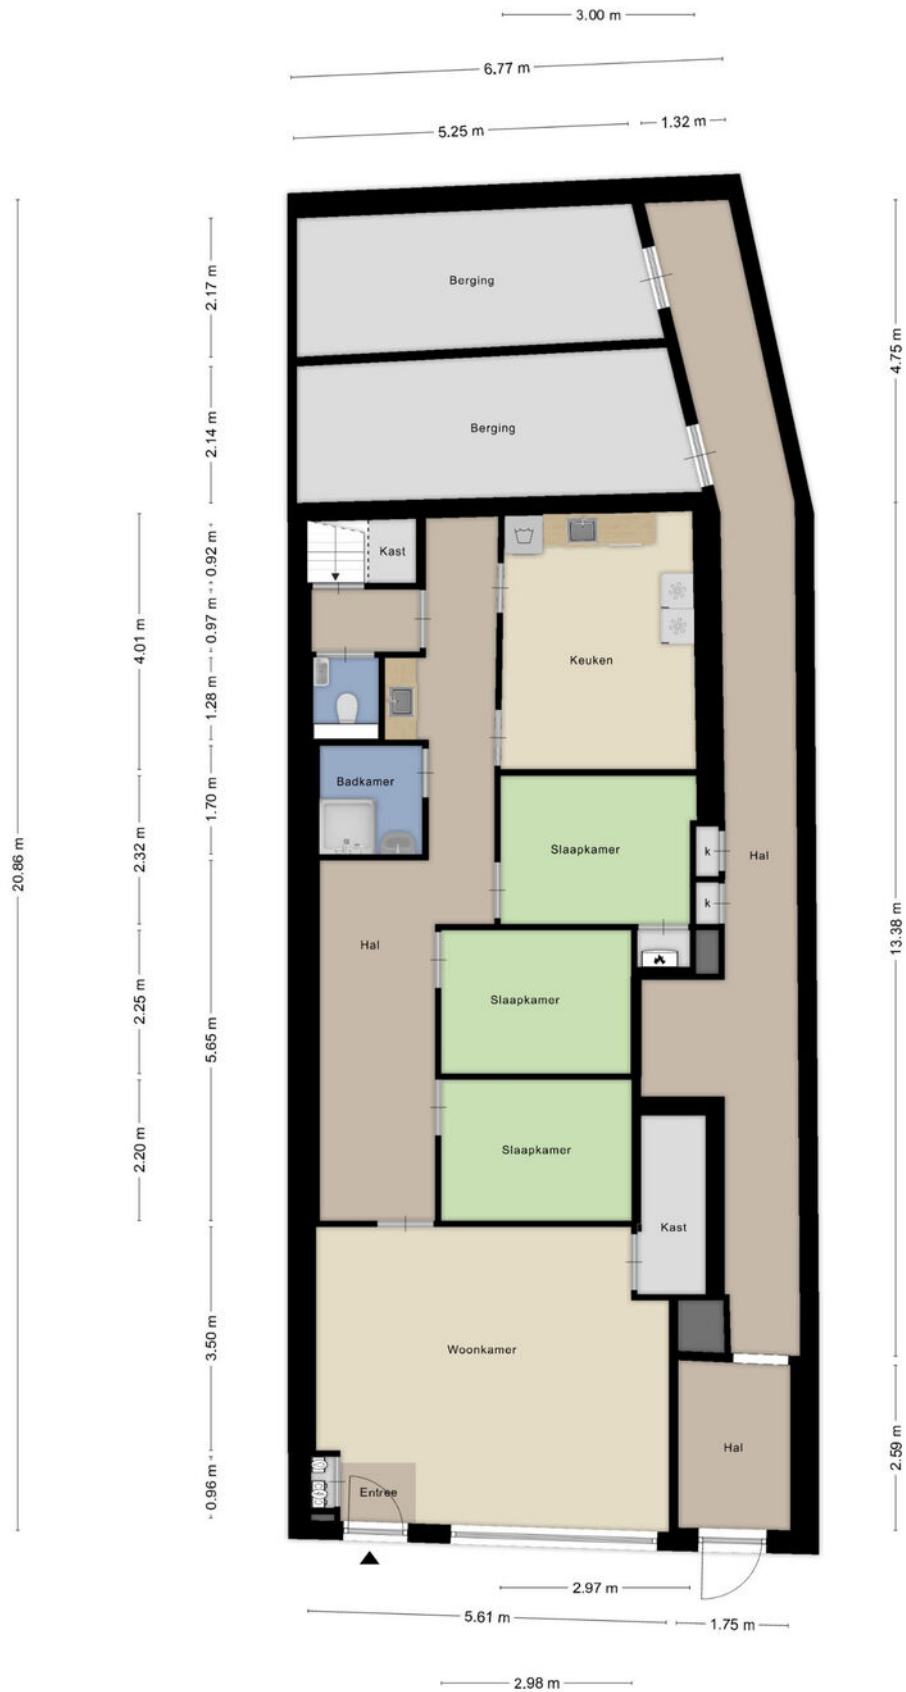 3.00 m
6.77 m
5.25 m
1.32 m
Berging
2.17 m
4.75 m
Berging
2.14 m
Kast
0.92 m
0.97 m
4.01 m
Keuken
1.28 m
Badkamer
1.70 m
2.32 m
Slaapkamer
k
Hal
20.86 m
k
13.38 m
Hal
Slaapkamer
2.25 m
5.65 m
Slaapkamer
2.20 m
Kast
3.50 m
Woonkamer
Hal
2.59 m
Entree
0.96 m
2.97 m
5.61 m
1.75 m
2.98 m